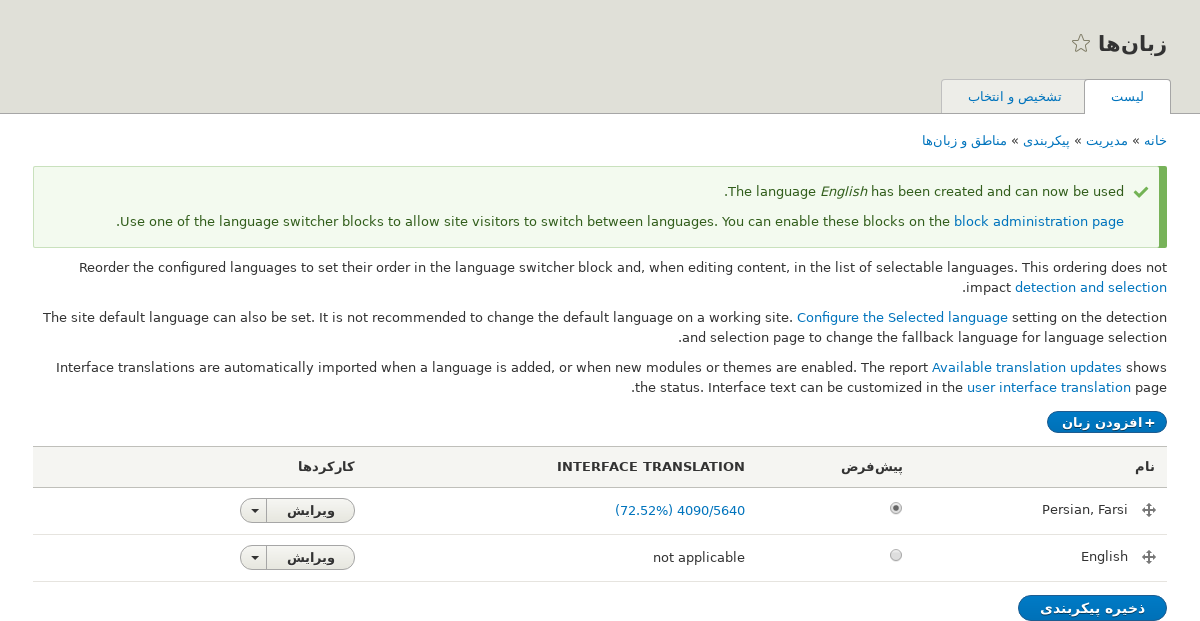 زبان‌ها
لیست
تشخیص و انتخاب
خانه » مدیریت » پیکربندی » مناطق و زبان‌ها
The language English has been created and can now be used.
Use one of the language switcher blocks to allow site visitors to switch between languages. You can enable these blocks on the block administration page.
Reorder the configured languages to set their order in the language switcher block and, when editing content, in the list of selectable languages. This ordering does not
impact detection and selection.
The site default language can also be set. It is not recommended to change the default language on a working site. Configure the Selected language setting on the detection
and selection page to change the fallback language for language selection.
Interface translations are automatically imported when a language is added, or when new modules or themes are enabled. The report Available translation updates shows
the status. Interface text can be customized in the user interface translation page.
+ افزودن زبان
نام پیش‌فرض INTERFACE TRANSLATION کارکردها
Persian, Farsi 4090/5640 (72.52%) ویرایش
English not applicable ویرایش
ذخیره پیکربندی